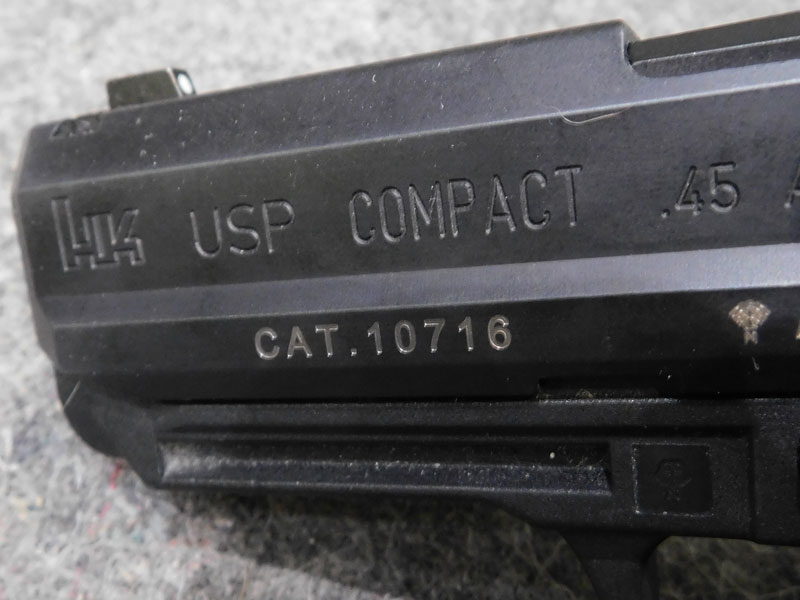 HK USP COMPACT .45 A
CAT.10716